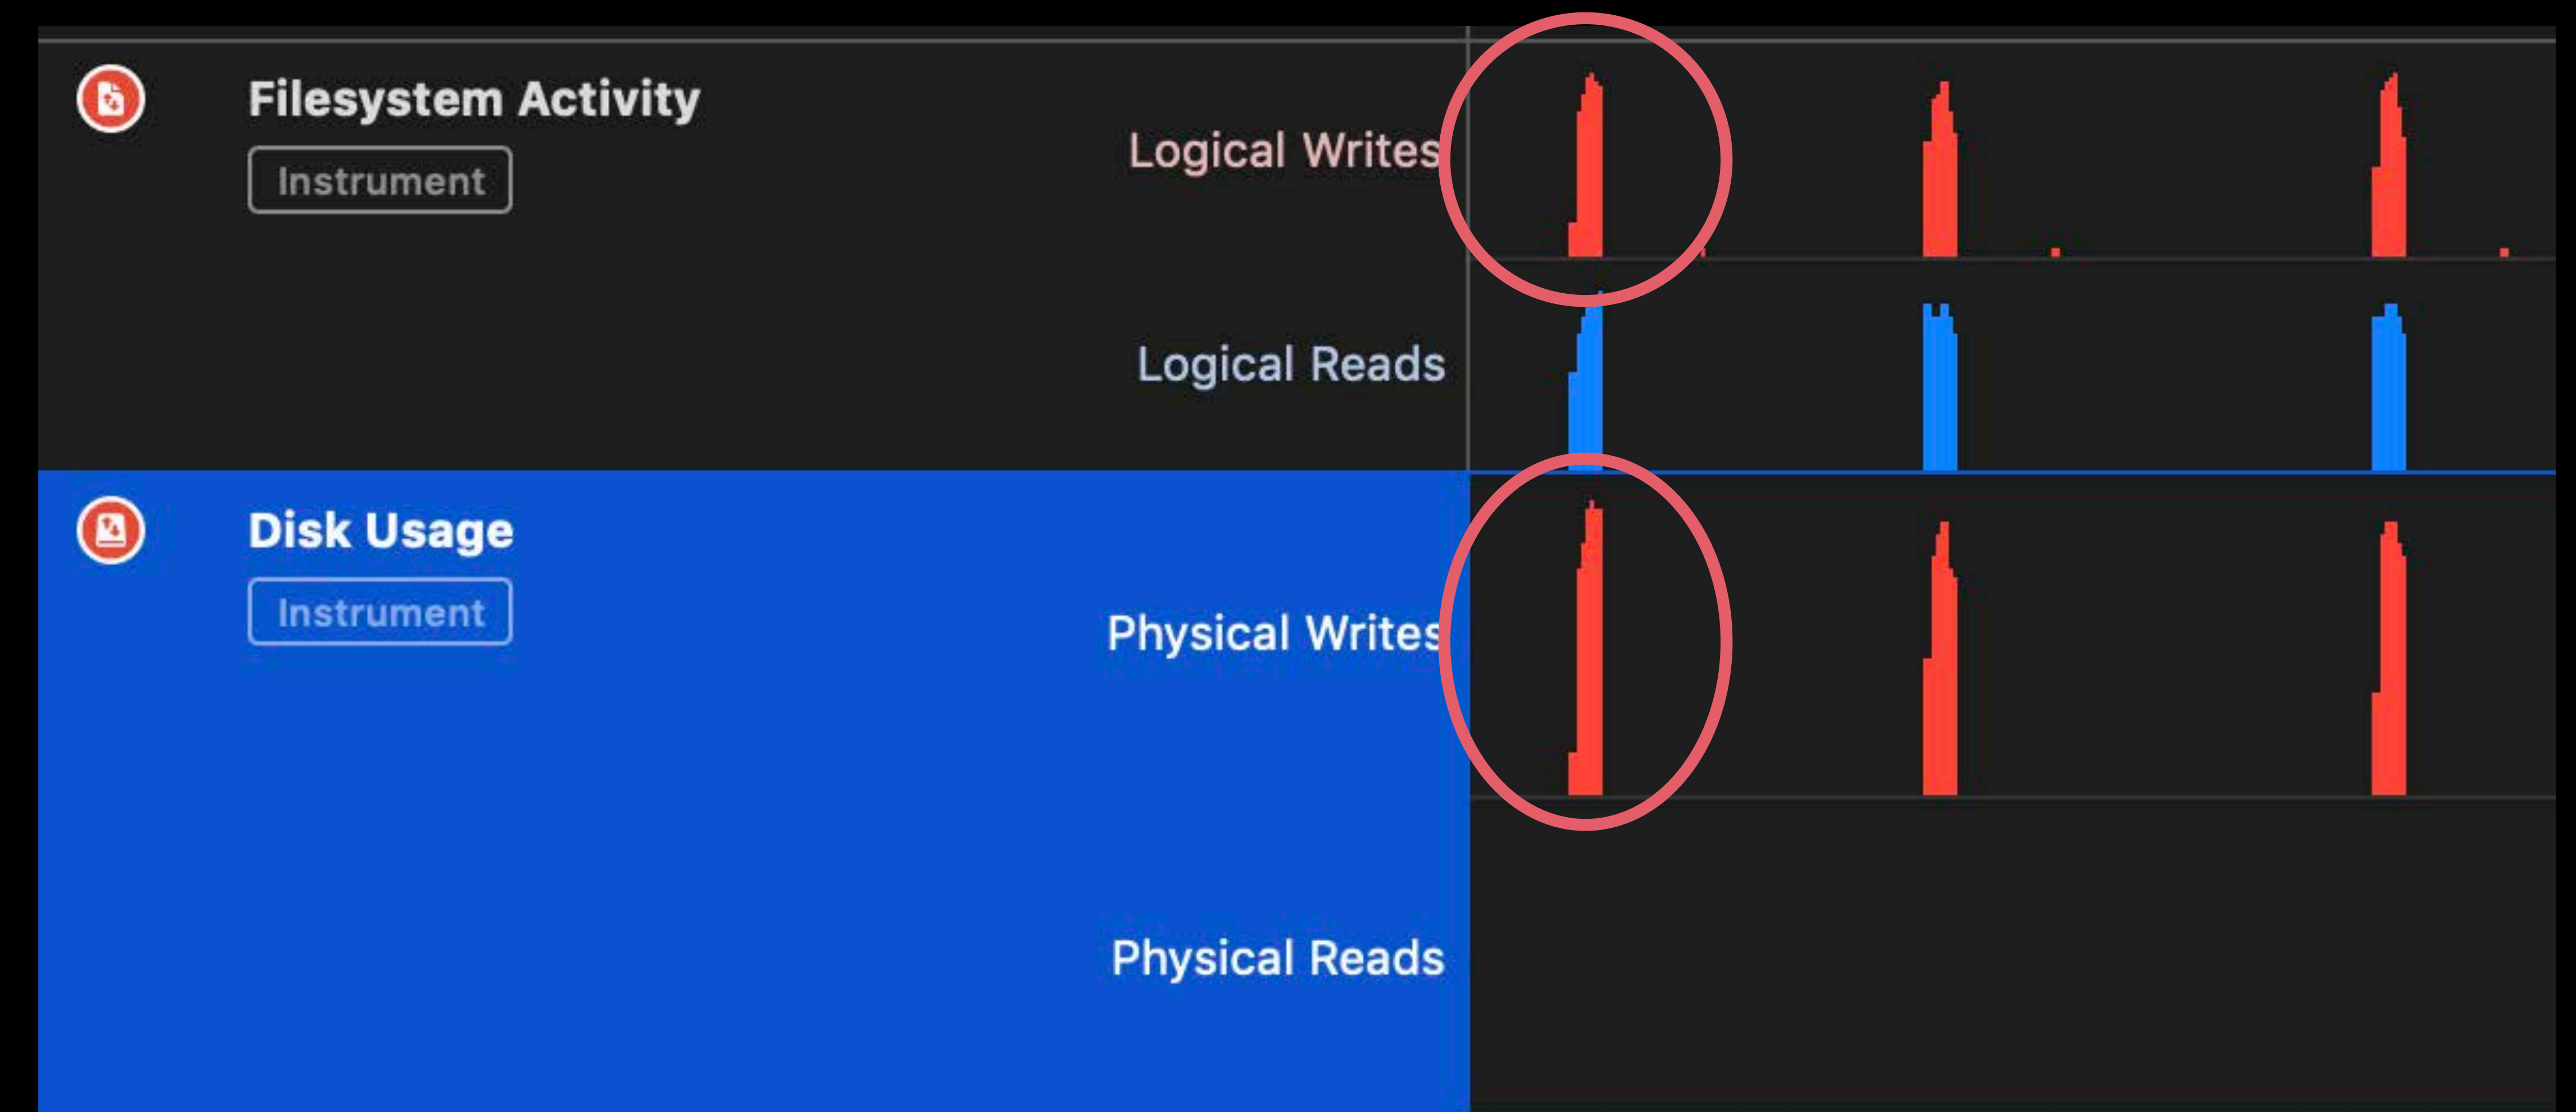 Filesystem Activity
Instrument
Logical Writes
Logical Reads
Disk Usage
Instrument
Physical Writes
Physical Reads